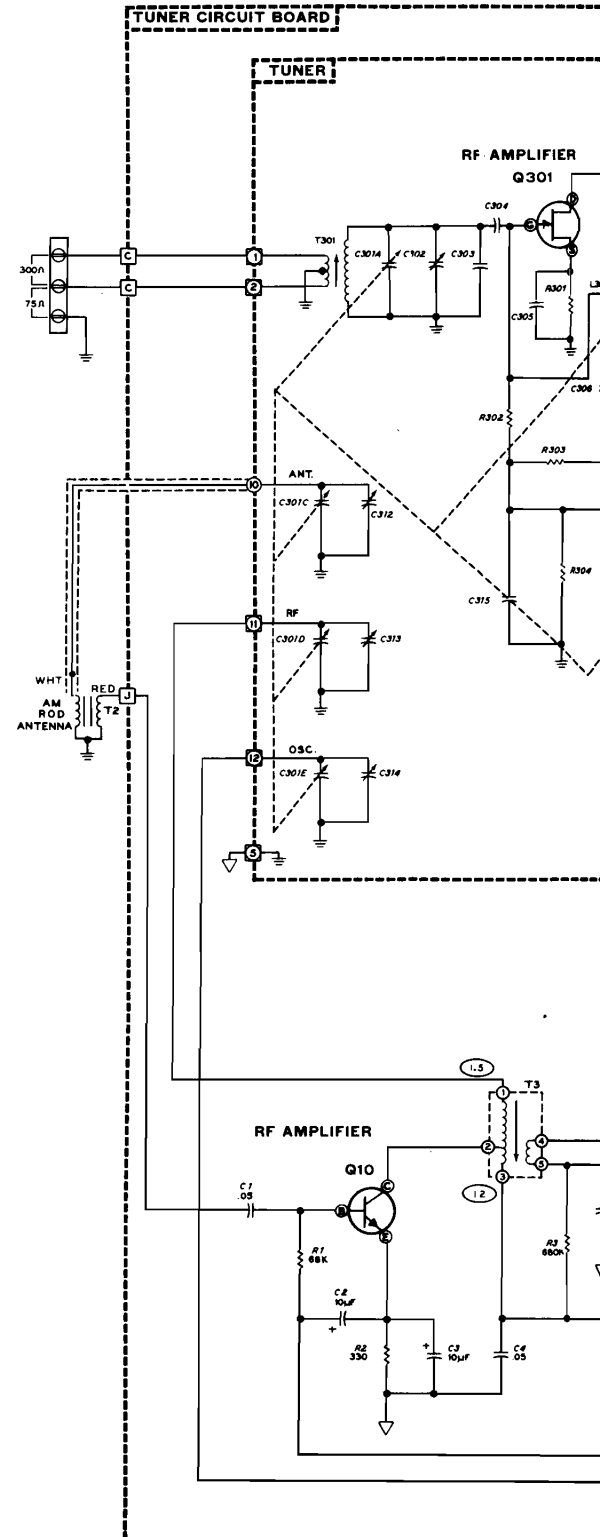 TUNER CIRCUIT BOARD
TUNER
RF AMPLIFIER
Q301
C304
G
D
S
T301
C301A
C302
C303
R301
C305
C
1
300Ω
C
2
75Ω
C306
R302
R303
ANT.
10
C301C
C312
R304
C315
RF
11
C301D
C313
WHT
RED
J
AM
ROD
ANTENNA
T2
OSC.
12
C301E
C314
5
1.5
T3
1
2
4
5
3
12
RF AMPLIFIER
Q10
C
B
E
C1
.05
R1
68K
R3
680K
C2
10µF
+
R2
330
+
C3
10µF
C4
.05